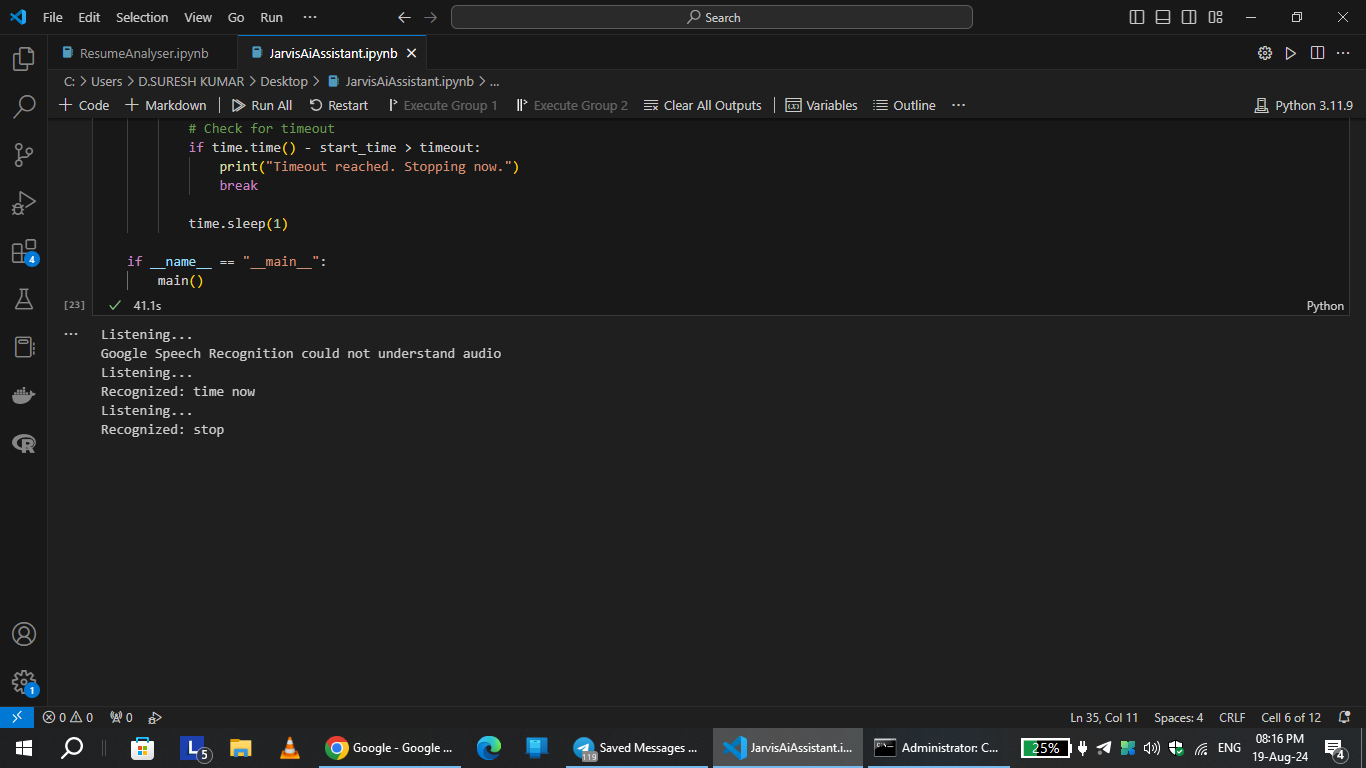 File Edit Selection View Go Run ... Search
ResumeAnalyser.ipynb JarvisAiAssistant.ipynb
C: > Users > D.SURESH KUMAR > Desktop > JarvisAiAssistant.ipynb > ...
+ Code + Markdown | Run All Restart Execute Group 1 Execute Group 2 Clear All Outputs | Variables Outline ... Python 3.11.9
# Check for timeout
if time.time() - start_time > timeout:
print("Timeout reached. Stopping now.")
break
time.sleep(1)
if __name__ == "__main__":
main()
[23] 41.1s Python
... Listening...
Google Speech Recognition could not understand audio
Listening...
Recognized: time now
Listening...
Recognized: stop
4
1
0 0 0 Ln 35, Col 11 Spaces: 4 CRLF Cell 6 of 12
L 5 Google - Google ... 119 Saved Messages ... JarvisAiAssistant.i... Administrator: C... 25% ENG 08:16 PM 4
19-Aug-24